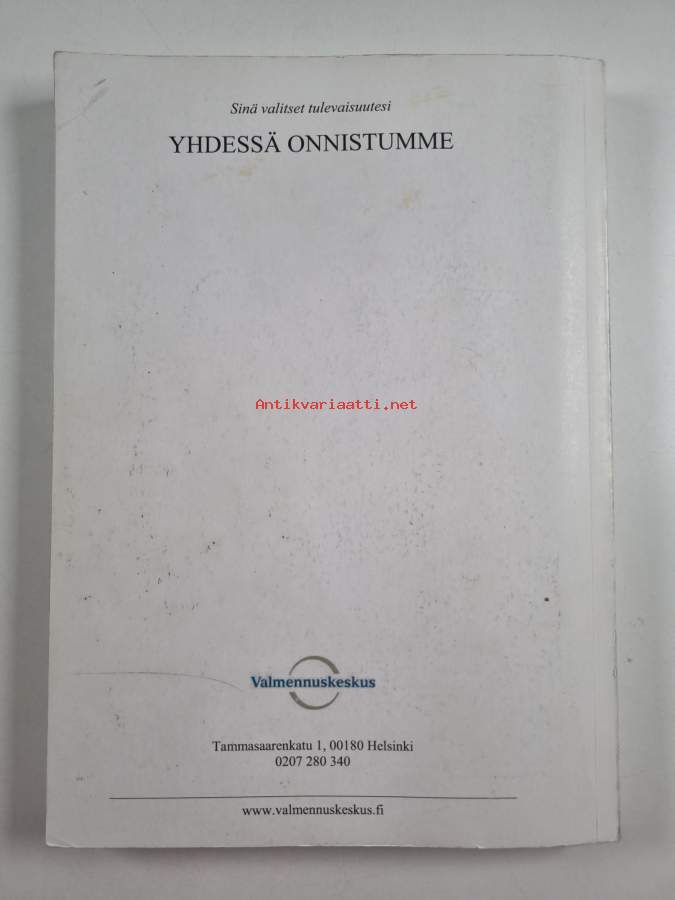 Sinä valitset tulevaisuutesi
YHDESSÄ ONNISTUMME
Antikvariaatti.net
Valmennuskeskus
Tammasaarenkatu 1, 00180 Helsinki
0207 280 340
www.valmennuskeskus.fi